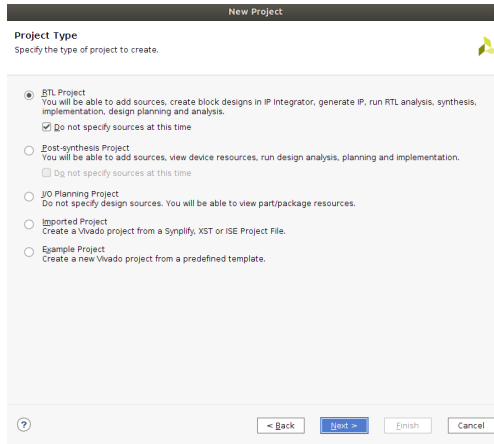 New Project
Project Type
Specify the type of project to create.
RTL Project
You will be able to add sources, create block designs in IP Integrator, generate IP, run RTL analysis, synthesis,
implementation, design planning and analysis.
Do not specify sources at this time
Post-synthesis Project
You will be able to add sources, view device resources, run design analysis, planning and implementation.
Do not specify sources at this time
I/O Planning Project
Do not specify design sources. You will be able to view part/package resources.
Imported Project
Create a Vivado project from a Synplify, XST or ISE Project File.
Example Project
Create a new Vivado project from a predefined template.
?
< Back
Next >
Finish
Cancel